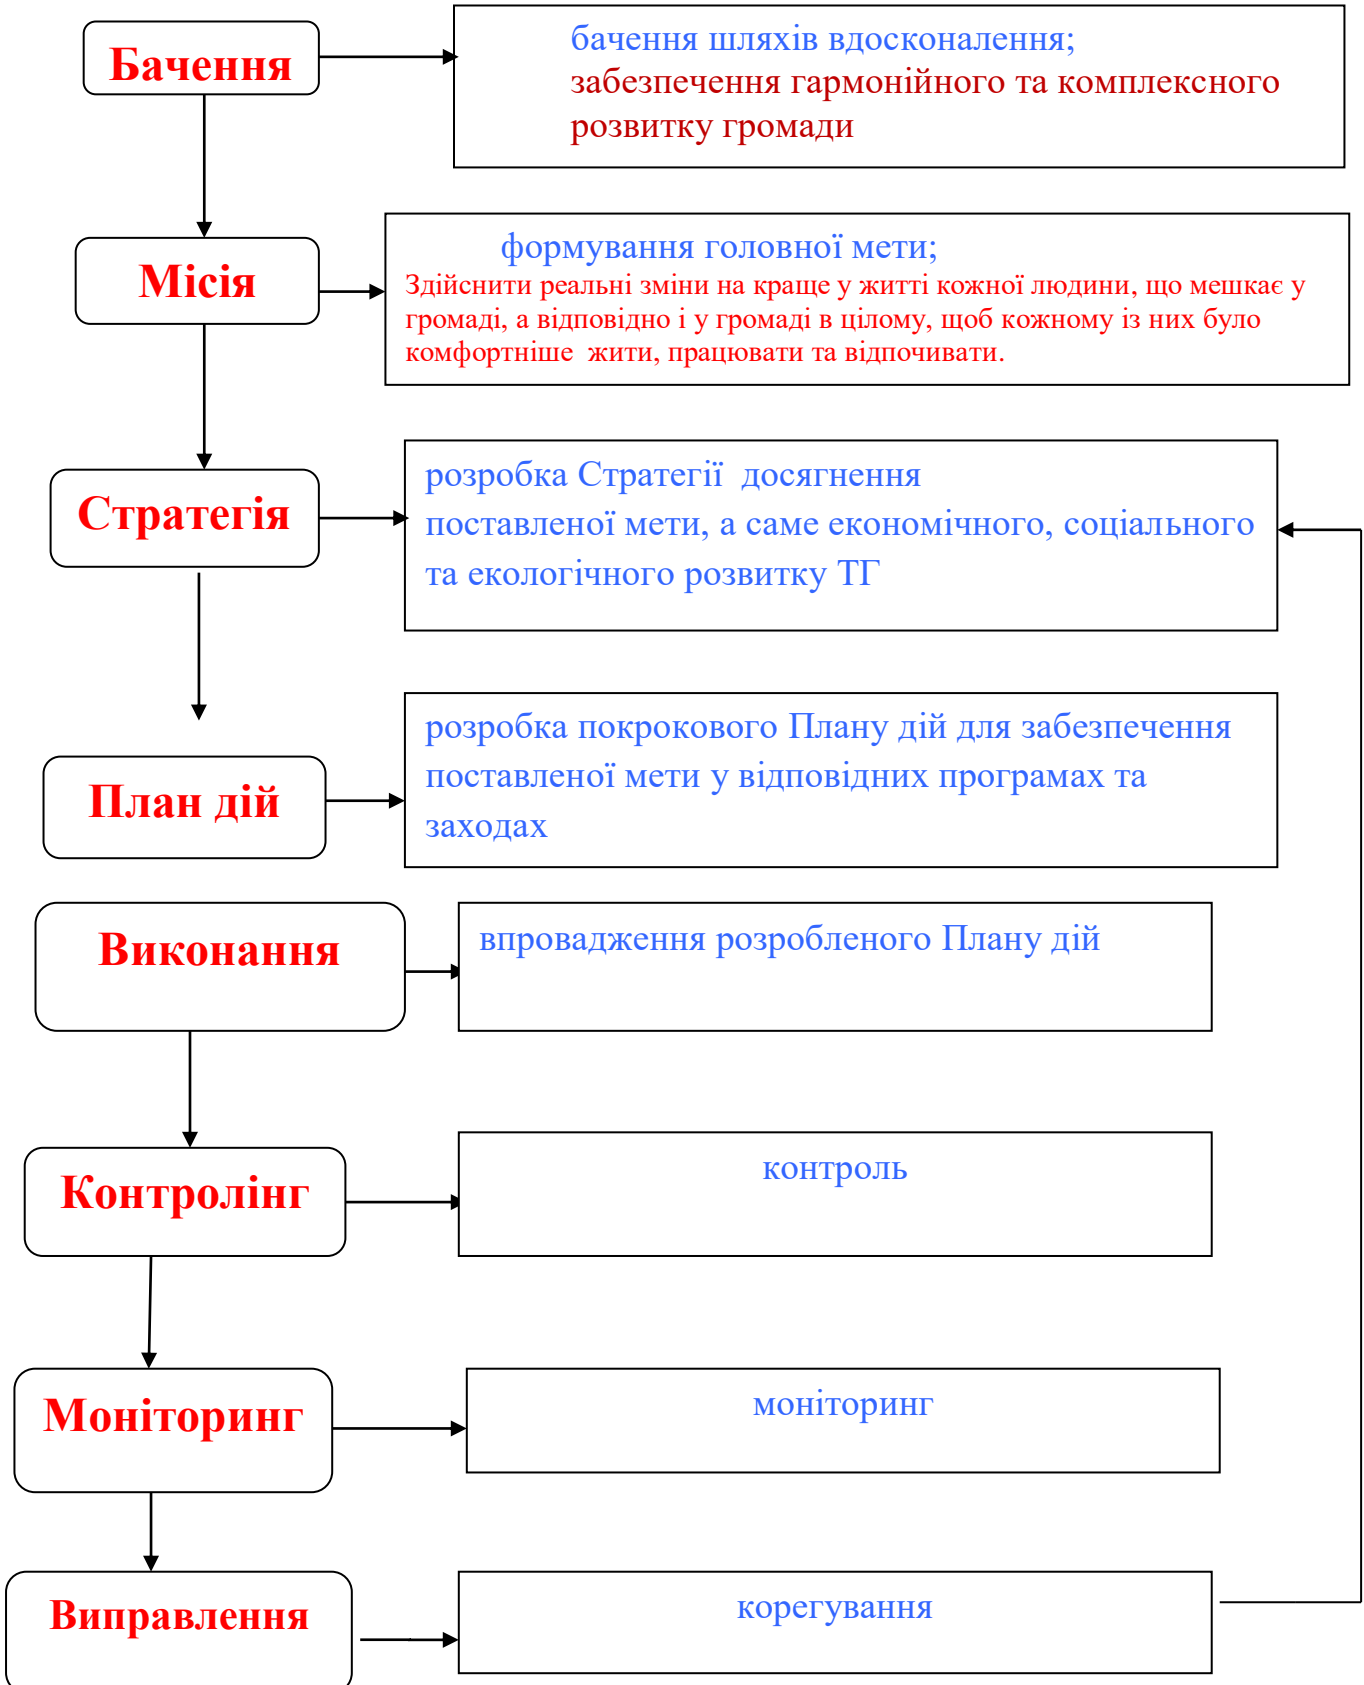 Бачення
бачення шляхів вдосконалення;
забезпечення гармонійного та комплексного
розвитку громади
Місія
формування головної мети;
Здійснити реальні зміни на краще у житті кожної людини, що мешкає у
громаді, а відповідно і у громаді в цілому, щоб кожному із них було
комфортніше жити, працювати та відпочивати.
Стратегія
розробка Стратегії досягнення
поставленої мети, а саме економічного, соціального
та екологічного розвитку ТГ
План дій
розробка покрокового Плану дій для забезпечення
поставленої мети у відповідних програмах та
заходах
Виконання
впровадження розробленого Плану дій
Контролінг
контроль
Моніторинг
моніторинг
Виправлення
корегування